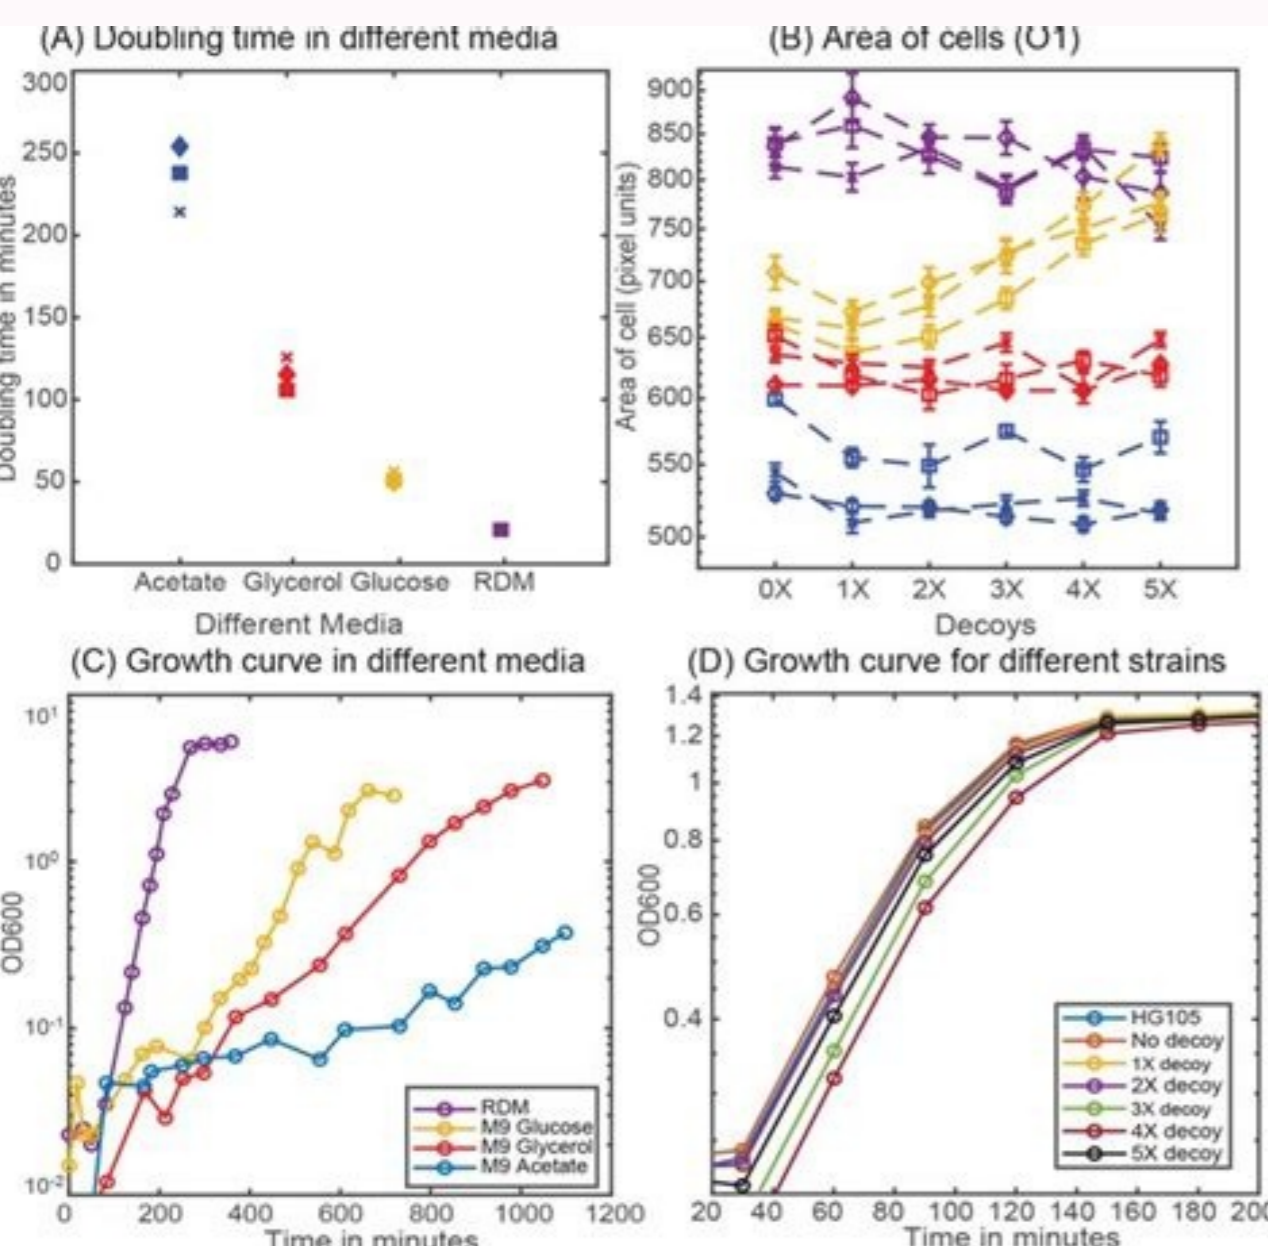 (A) Doubling time in different media
(B) Area of cells (O1)
Doubling time in minutes
300
250
200
150
100
50
0
Acetate Glycerol Glucose RDM
Different Media
Area of cell (pixel units)
900
850
800
750
700
650
600
550
500
0X 1X 2X 3X 4X 5X
Decoys
(C) Growth curve in different media
(D) Growth curve for different strains
OD600
10¹
10⁰
10⁻¹
10⁻²
0 200 400 600 800 1000 1200
Time in minutes
RDM
M9 Glucose
M9 Glycerol
M9 Acetate
OD600
1.4
1.2
1
0.8
0.6
0.4
20 40 60 80 100 120 140 160 180 200
Time in minutes
HG105
No decoy
1X decoy
2X decoy
3X decoy
4X decoy
5X decoy